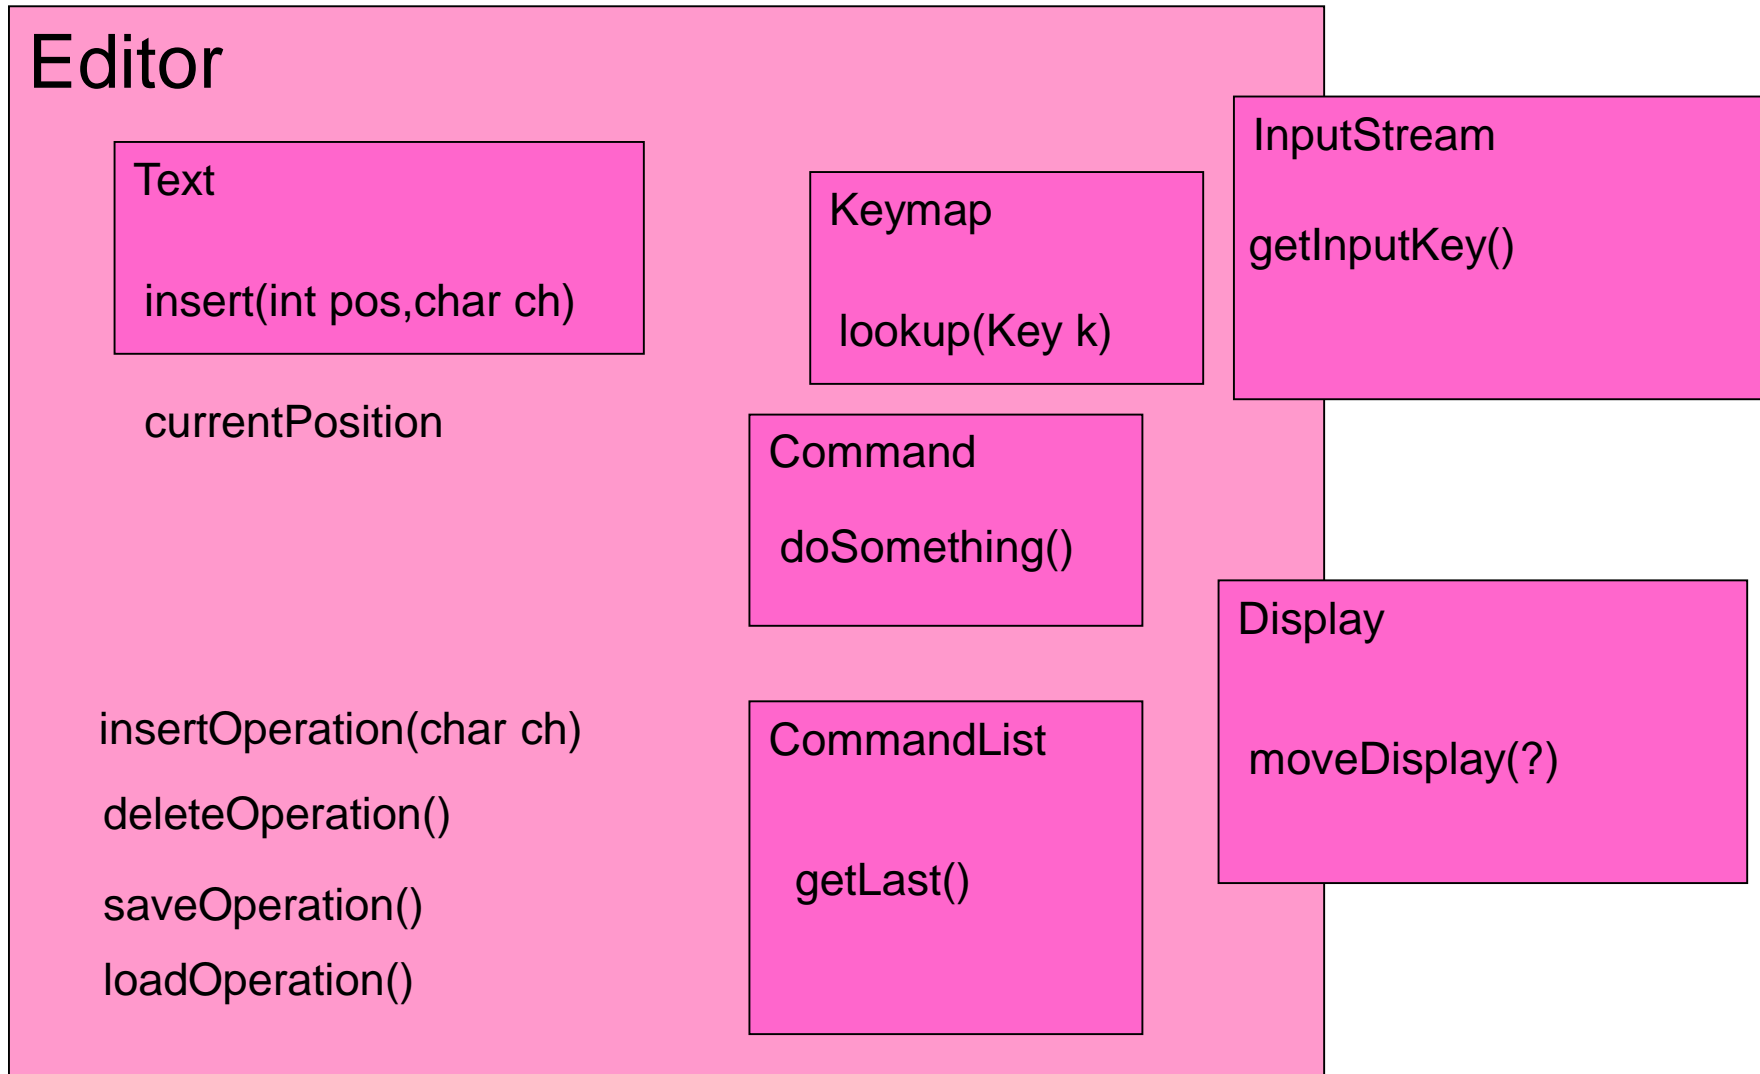 Editor
Text
insert(int pos,char ch)
currentPosition
insertOperation(char ch)
deleteOperation()
saveOperation()
loadOperation()
Keymap
lookup(Key k)
Command
doSomething()
CommandList
getLast()
InputStream
getInputKey()
Display
moveDisplay(?)